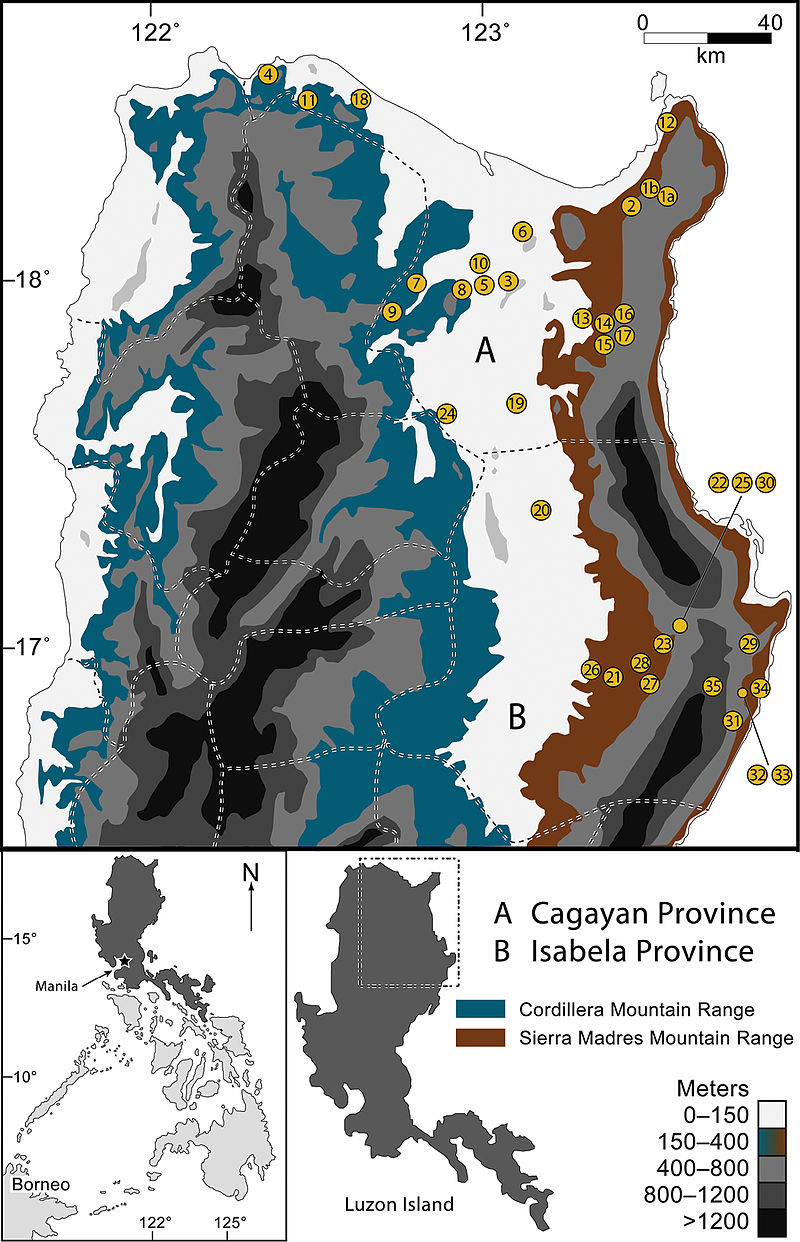 122° 123°
0 40
km
4
11
18
12
1b
1a
2
6
10
18°
7
8
5
3
9
13
14
16
15
17
A
24
19
22 25 30
20
17°
23
29
28
26
21
27
35
34
B
31
32 33
N
15°
Manila
10°
Borneo
122° 125°
Luzon Island
A Cagayan Province
B Isabela Province
Cordillera Mountain Range
Sierra Madres Mountain Range
Meters
0–150
150–400
400–800
800–1200
>1200